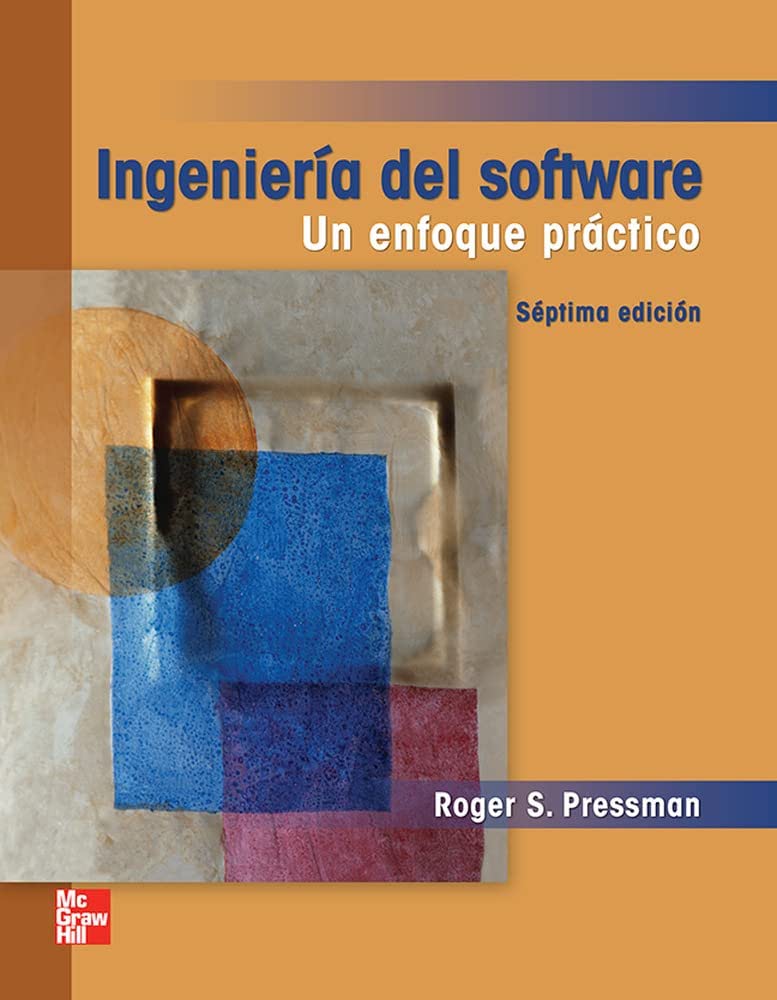 Ingeniería del software
Un enfoque práctico
Séptima edición
Roger S. Pressman
Mc
Graw
Hill